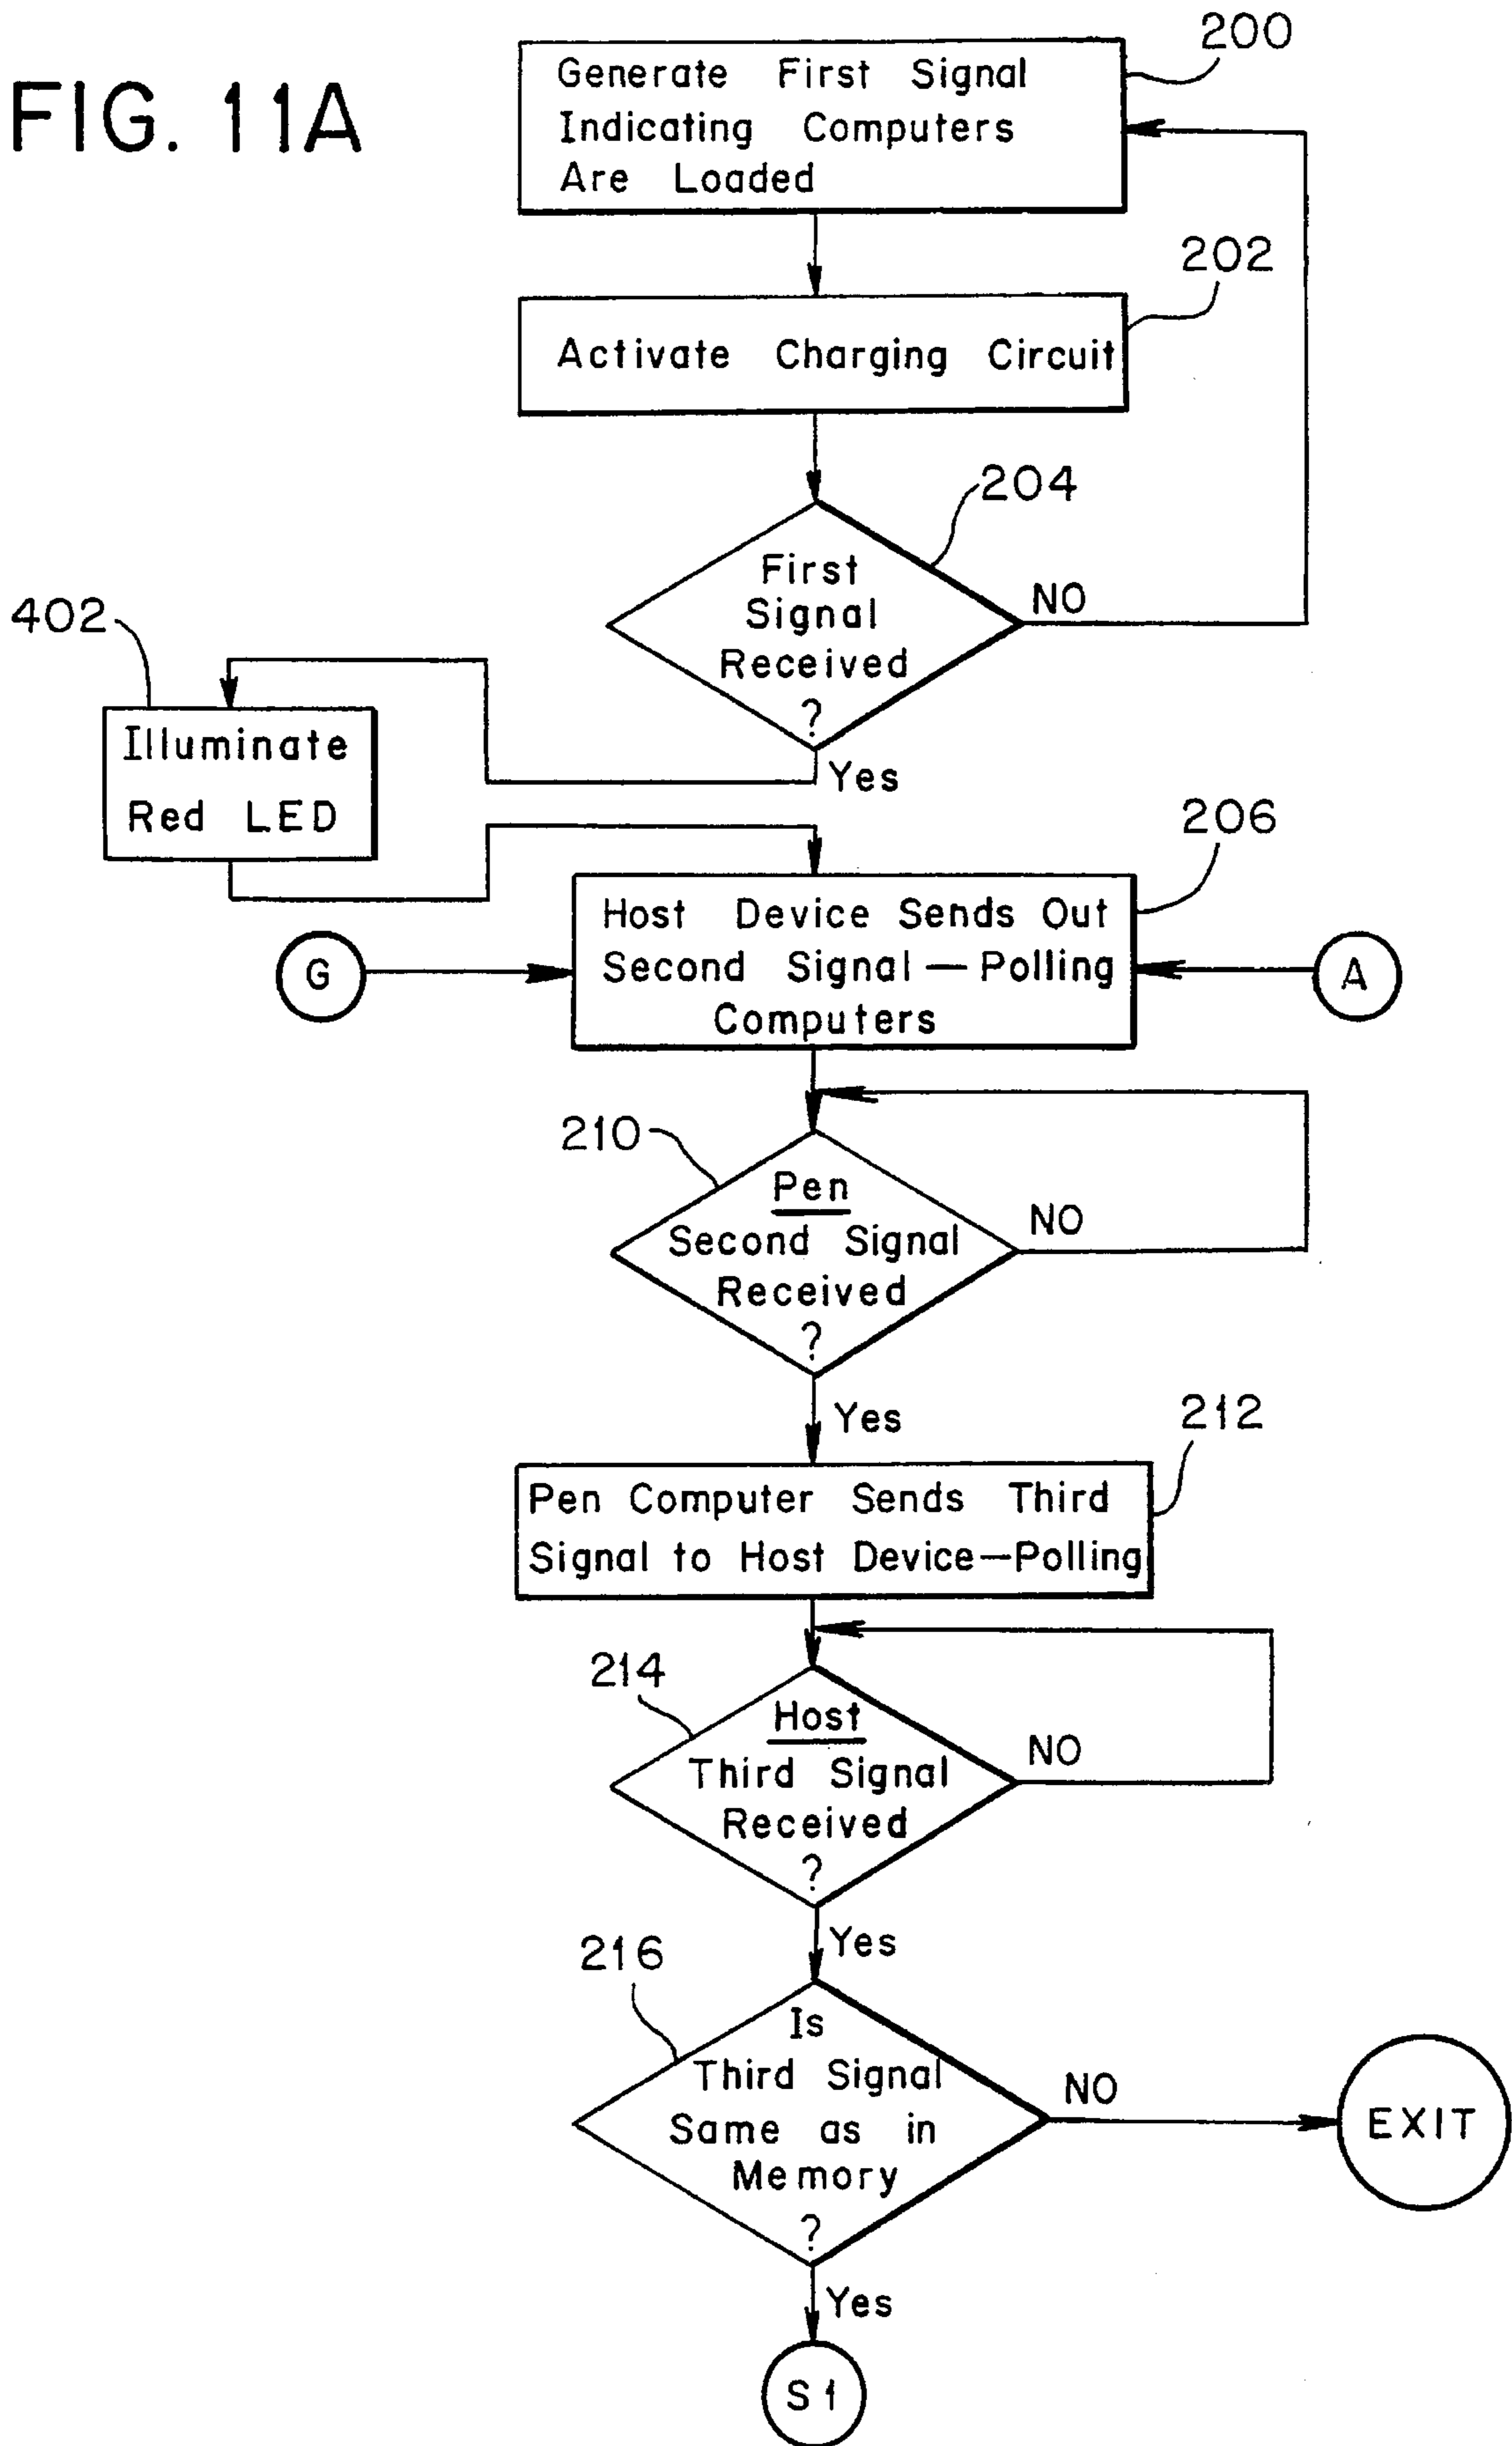 FIG. 11A
200
Generate First Signal
Indicating Computers
Are Loaded
202
Activate Charging Circuit
204
First
Signal
Received
?
NO
Yes
402
Illuminate
Red LED
206
Host Device Sends Out
Second Signal — Polling
Computers
G
A
210
Pen
Second Signal
Received
?
NO
Yes
212
Pen Computer Sends Third
Signal to Host Device—Polling
214
Host
Third Signal
Received
?
NO
Yes
216
Is
Third Signal
Same as in
Memory
?
NO
EXIT
Yes
S1